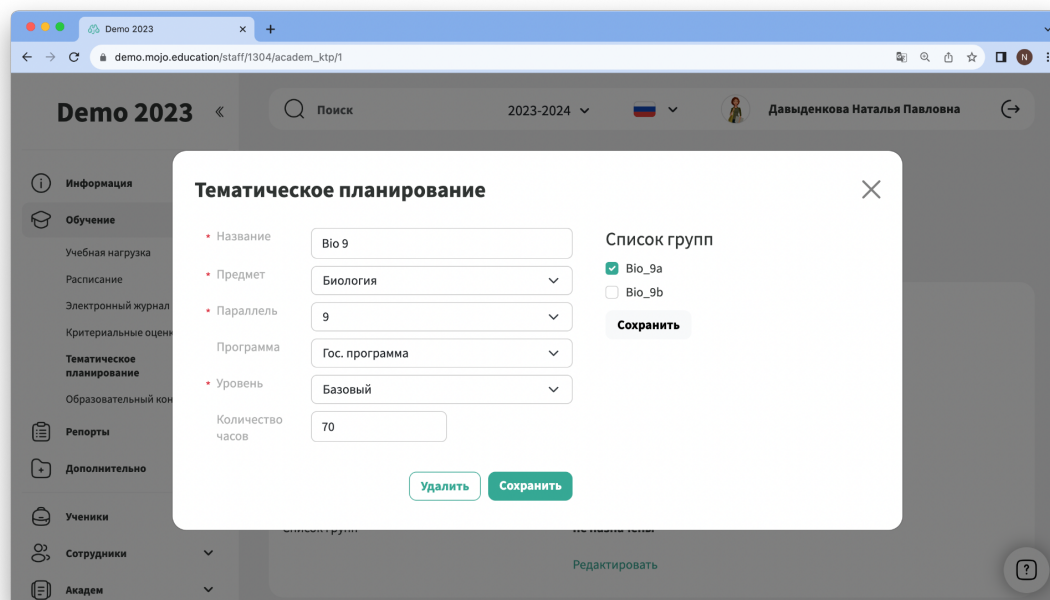 Demo 2023
demo.mojo.education/staff/1304/academ_ktp/1
N
Demo 2023
«
Поиск
2023-2024
Давыденкова Наталья Павловна
Информация
Обучение
Учебная нагрузка
Расписание
Электронный журнал
Критериальные оценк
Тематическое
планирование
Образовательный кон
Репорты
Дополнительно
Ученики
Сотрудники
Академ
Тематическое планирование
* Название
Bio 9
* Предмет
Биология
* Параллель
9
Программа
Гос. программа
* Уровень
Базовый
Количество
часов
70
Удалить
Сохранить
Список групп
Bio_9a
Bio_9b
Сохранить
Список групп
не назначены
Редактировать
?